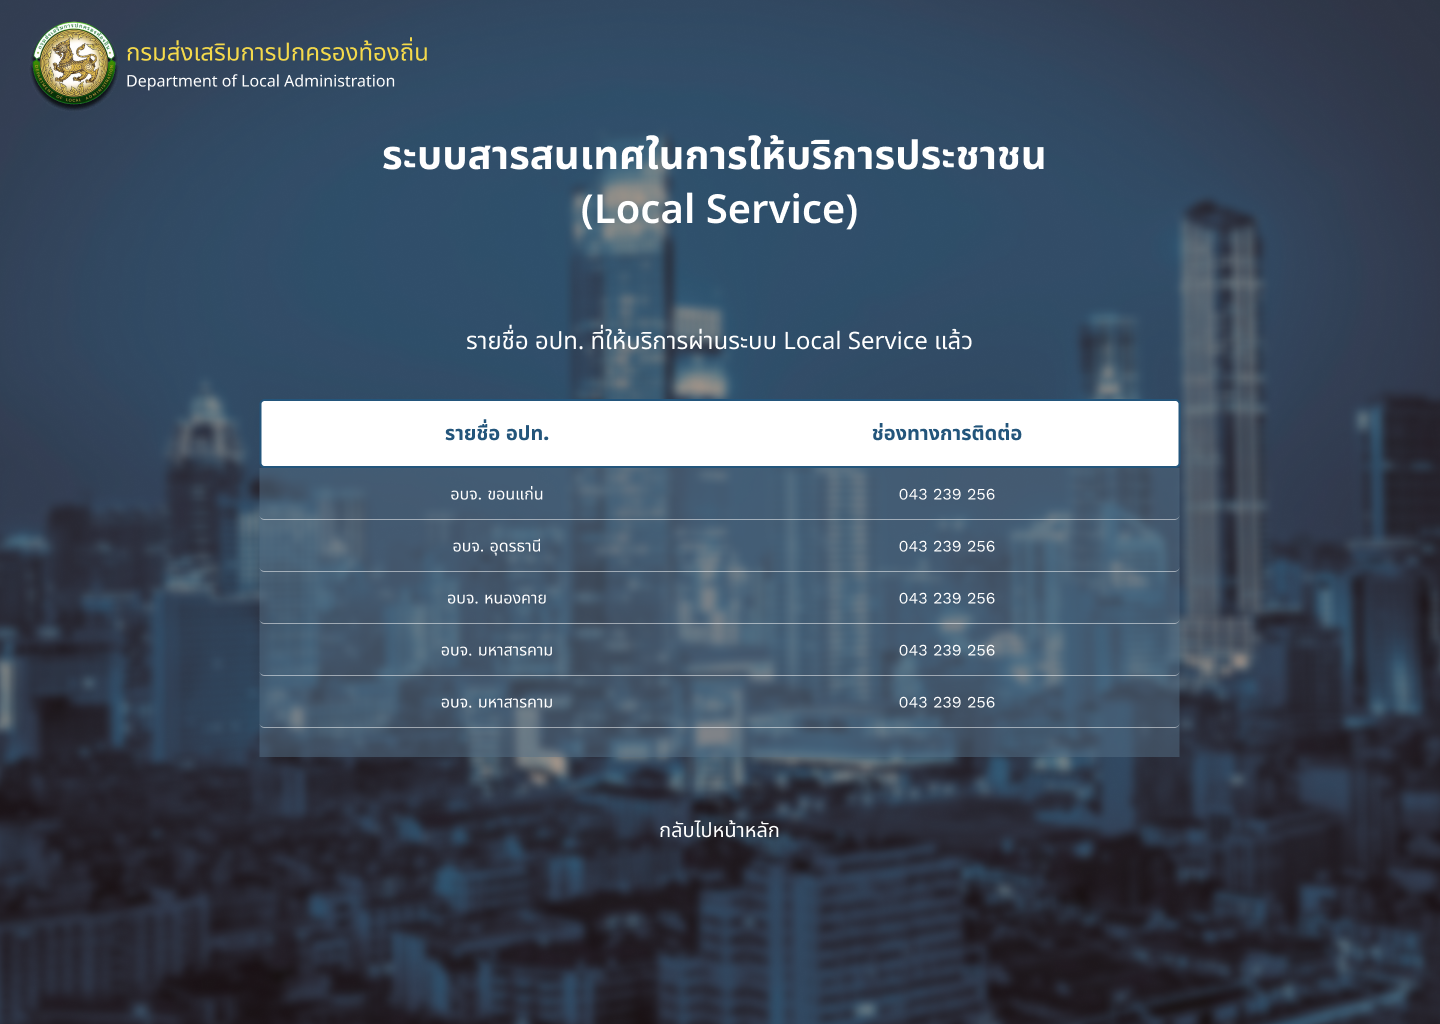 กรมส่งเสริมการปกครองท้องถิ่น
Department of Local Administration
ระบบสารสนเทศในการให้บริการประชาชน
(Local Service)
รายชื่อ อปท. ที่ให้บริการผ่านระบบ Local Service แล้ว
รายชื่อ อปท. ช่องทางการติดต่อ
อบจ. ขอนแก่น 043 239 256
อบจ. อุดรธานี 043 239 256
อบจ. หนองคาย 043 239 256
อบจ. มหาสารคาม 043 239 256
อบจ. มหาสารคาม 043 239 256
กลับไปหน้าหลัก